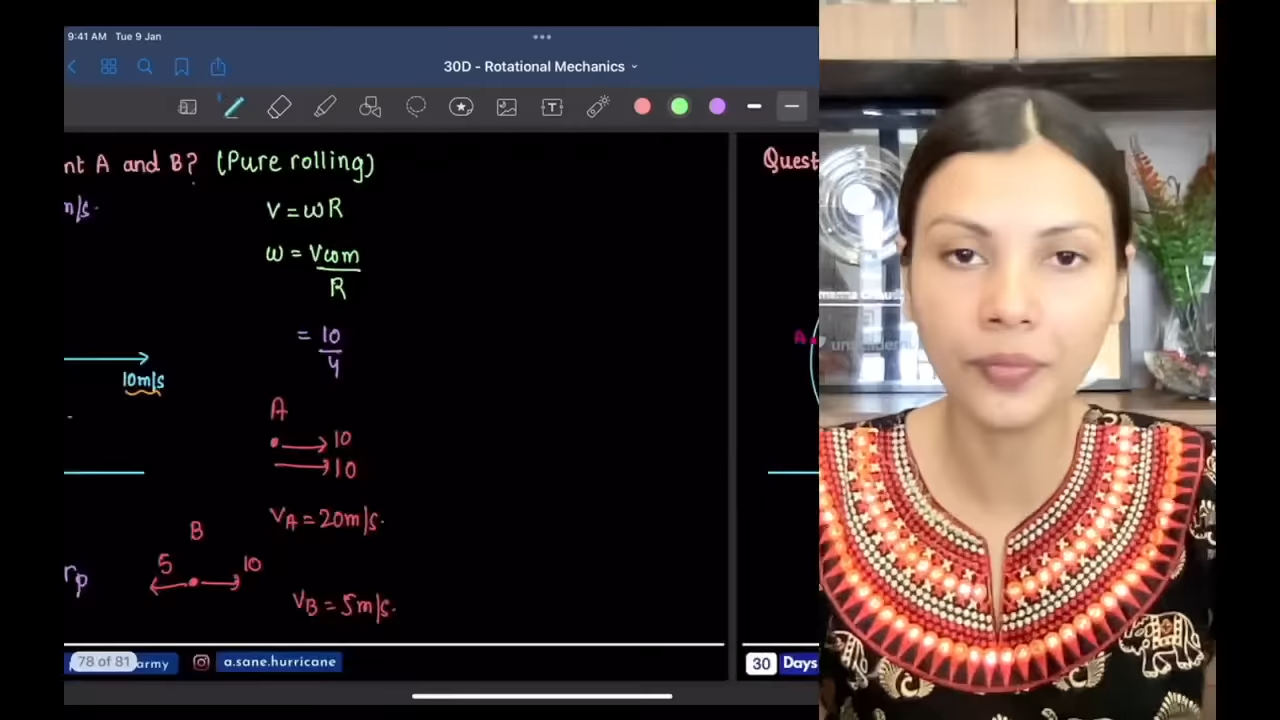 9:41 AM Tue 9 Jan
30D - Rotational Mechanics
nt A and B? (Pure rolling)
m/s.
V = ωR
ω = Vcom
R
= 10
4
10m/s
A
10
10
VA = 20m/s.
B
5 10
rp
VB = 5m/s.
78 of 81
army
a.sane.hurricane
Quest
A
30 Days